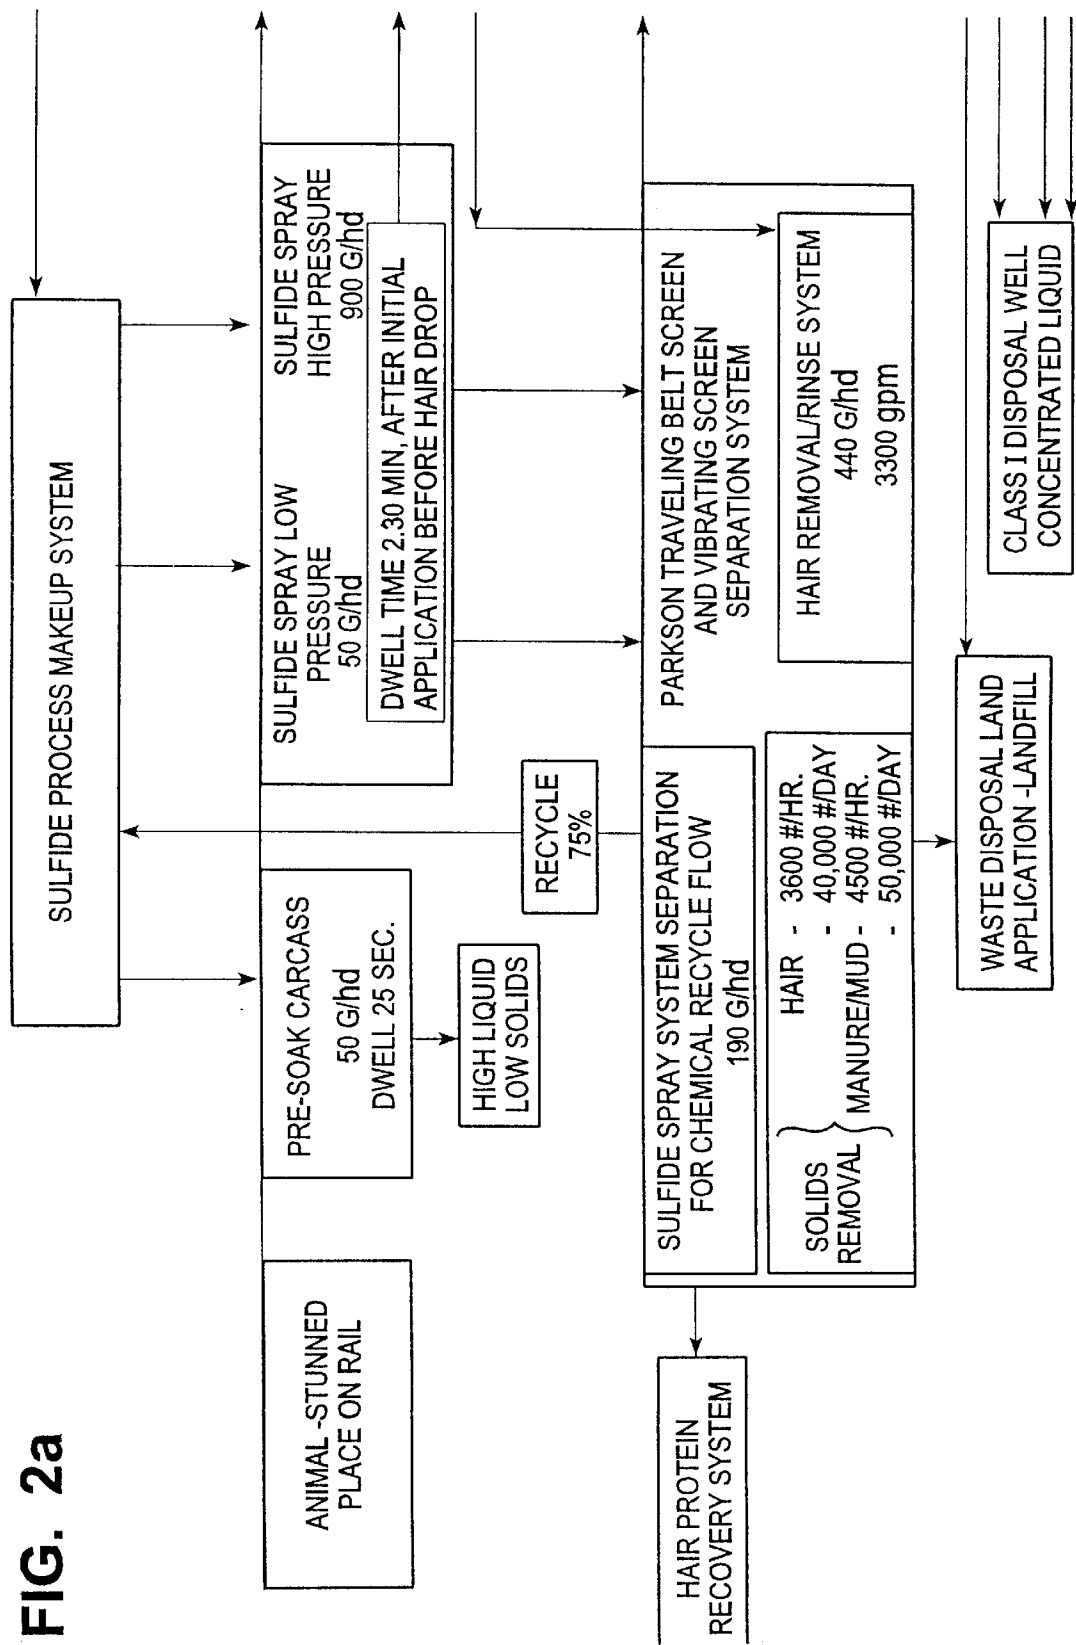 FIG. 2a
SULFIDE PROCESS MAKEUP SYSTEM
ANIMAL -STUNNED
PLACE ON RAIL
PRE-SOAK CARCASS
50 G/hd
DWELL 25 SEC.
HIGH LIQUID
LOW SOLIDS
SULFIDE SPRAY LOW
PRESSURE
50 G/hd
SULFIDE SPRAY
HIGH PRESSURE
900 G/hd
DWELL TIME 2.30 MIN, AFTER INITIAL
APPLICATION BEFORE HAIR DROP
RECYCLE
75%
HAIR PROTEIN
RECOVERY SYSTEM
SULFIDE SPRAY SYSTEM SEPARATION
FOR CHEMICAL RECYCLE FLOW
190 G/hd
SOLIDS
REMOVAL
HAIR - 3600 #/HR.
- 40,000 #/DAY
MANURE/MUD - 4500 #/HR.
- 50,000 #/DAY
PARKSON TRAVELING BELT SCREEN
AND VIBRATING SCREEN
SEPARATION SYSTEM
HAIR REMOVAL/RINSE SYSTEM
440 G/hd
3300 gpm
WASTE DISPOSAL LAND
APPLICATION -LANDFILL
CLASS I DISPOSAL WELL
CONCENTRATED LIQUID